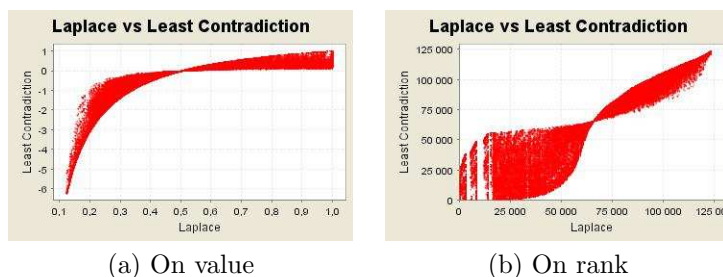 Laplace vs Least Contradiction
Least Contradiction
1
0
-1
-2
-3
-4
-5
-6
0,1 0,2 0,3 0,4 0,5 0,6 0,7 0,8 0,9 1,0
Laplace
(a) On value
Laplace vs Least Contradiction
Least Contradiction
125 000
100 000
75 000
50 000
25 000
0
0 25 000 50 000 75 000 100 000 125 000
Laplace
(b) On rank